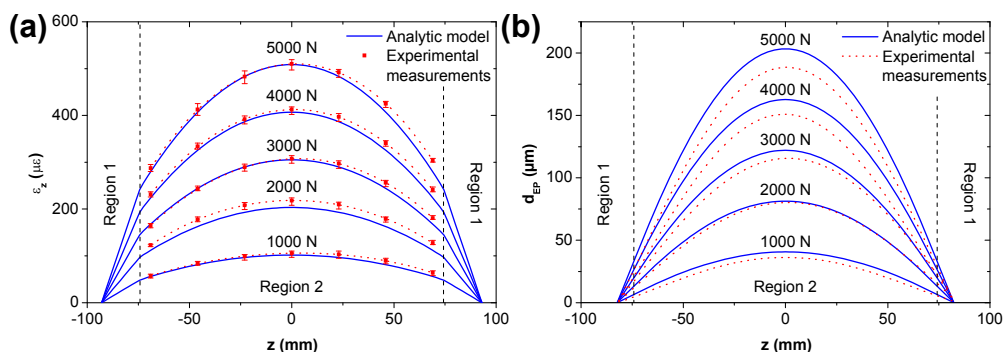 (a)
600
400
200
0
εz (με)
-100
-50
0
50
100
z (mm)
Region 1
Region 2
Region 1
5000 N
4000 N
3000 N
2000 N
1000 N
Analytic model
Experimental
measurements
(b)
200
150
100
50
0
dEP (μm)
-100
-50
0
50
100
z (mm)
Region 1
Region 2
Region 1
5000 N
4000 N
3000 N
2000 N
1000 N
Analytic model
Experimental
measurements